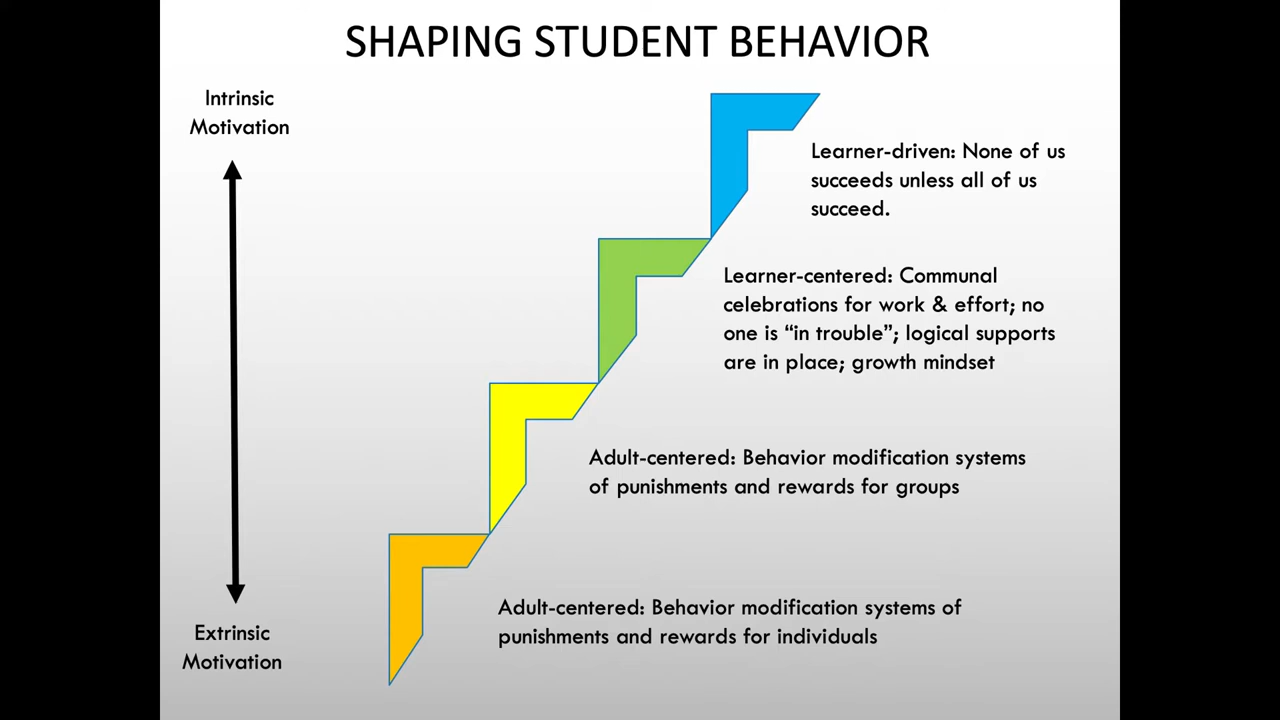 SHAPING STUDENT BEHAVIOR
Intrinsic
Motivation
Learner-driven: None of us
succeeds unless all of us
succeed.
Learner-centered: Communal
celebrations for work & effort; no
one is “in trouble”; logical supports
are in place; growth mindset
Adult-centered: Behavior modification systems
of punishments and rewards for groups
Adult-centered: Behavior modification systems of
punishments and rewards for individuals
Extrinsic
Motivation